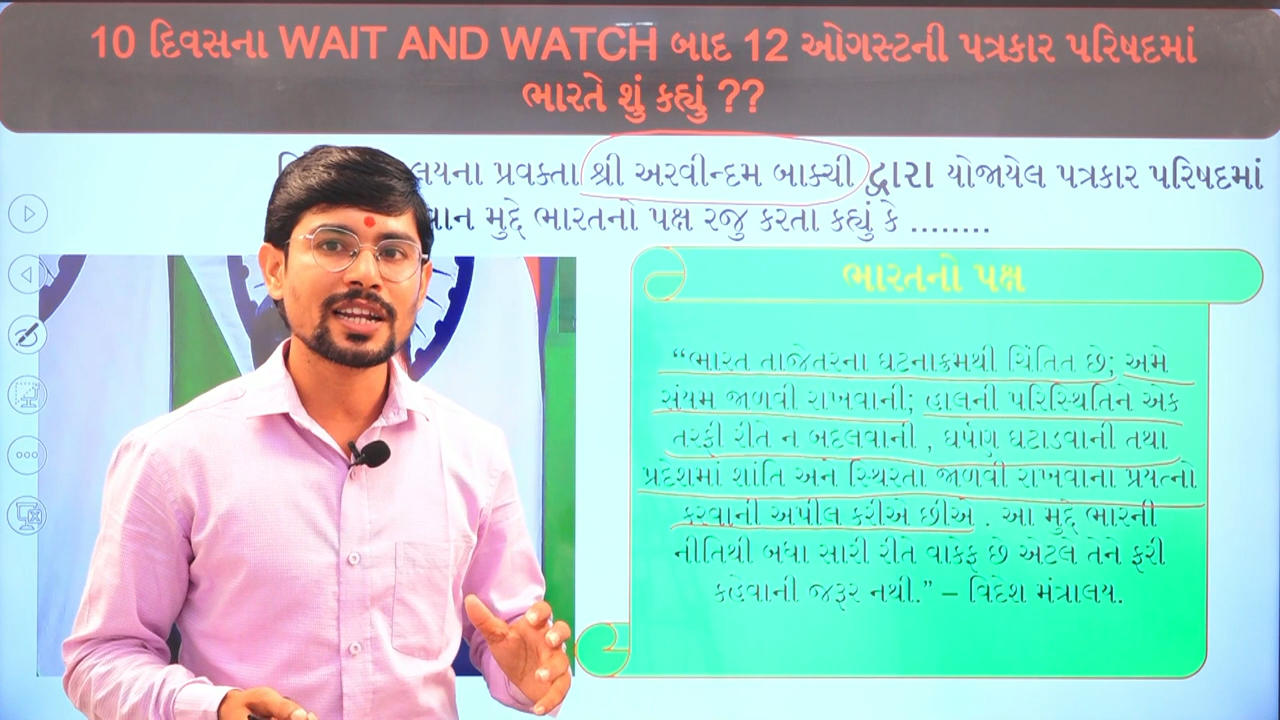 10 દિવસના WAIT AND WATCH બાદ 12 ઓગસ્ટની પત્રકાર પરિષદમાં
ભારતે શું કહ્યું ??
લયના પ્રવક્તા શ્રી અરવીન્દમ બાક્ચી દ્વારા યોજાયેલ પત્રકાર પરિષદમાં
મુદ્દે ભારતનો પક્ષ રજુ કરતા કહ્યું કે ........
ભારતનો પક્ષ
“ભારત તાજેતરના ઘટનાક્રમથી ચિંતિત છે; અમે
સંયમ જાળવી રાખવાની; હાલની પરિસ્થિતિને એક
તરફી રીતે ન બદલવાની , ઘર્ષણ ઘટાડવાની તથા
પ્રદેશમાં શાંતિ અને સ્થિરતા જાળવી રાખવાના પ્રયત્નો
કરવાની અપીલ કરીએ છીએ . આ મુદ્દે ભારની
નીતિથી બધા સારી રીતે વાકેફ છે એટલે તેને ફરી
કહેવાની જરૂર નથી.” – વિદેશ મંત્રાલય.